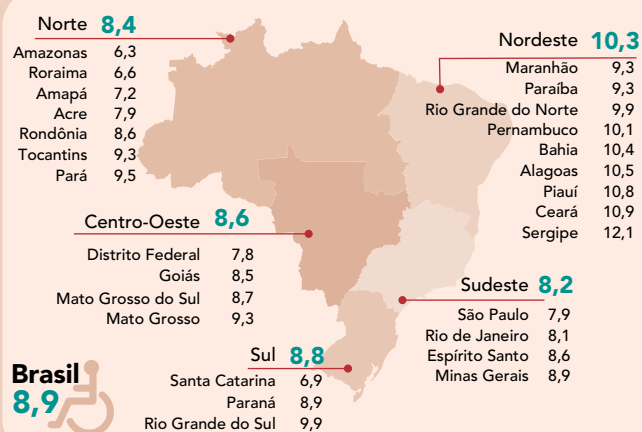 Norte 8,4
Amazonas 6,3
Roraima 6,6
Amapá 7,2
Acre 7,9
Rondônia 8,6
Tocantins 9,3
Pará 9,5
Nordeste 10,3
Maranhão 9,3
Paraíba 9,3
Rio Grande do Norte 9,9
Pernambuco 10,1
Bahia 10,4
Alagoas 10,5
Piauí 10,8
Ceará 10,9
Sergipe 12,1
Centro-Oeste 8,6
Distrito Federal 7,8
Goiás 8,5
Mato Grosso do Sul 8,7
Mato Grosso 9,3
Sudeste 8,2
São Paulo 7,9
Rio de Janeiro 8,1
Espírito Santo 8,6
Minas Gerais 8,9
Sul 8,8
Santa Catarina 6,9
Paraná 8,9
Rio Grande do Sul 9,9
Brasil
8,9